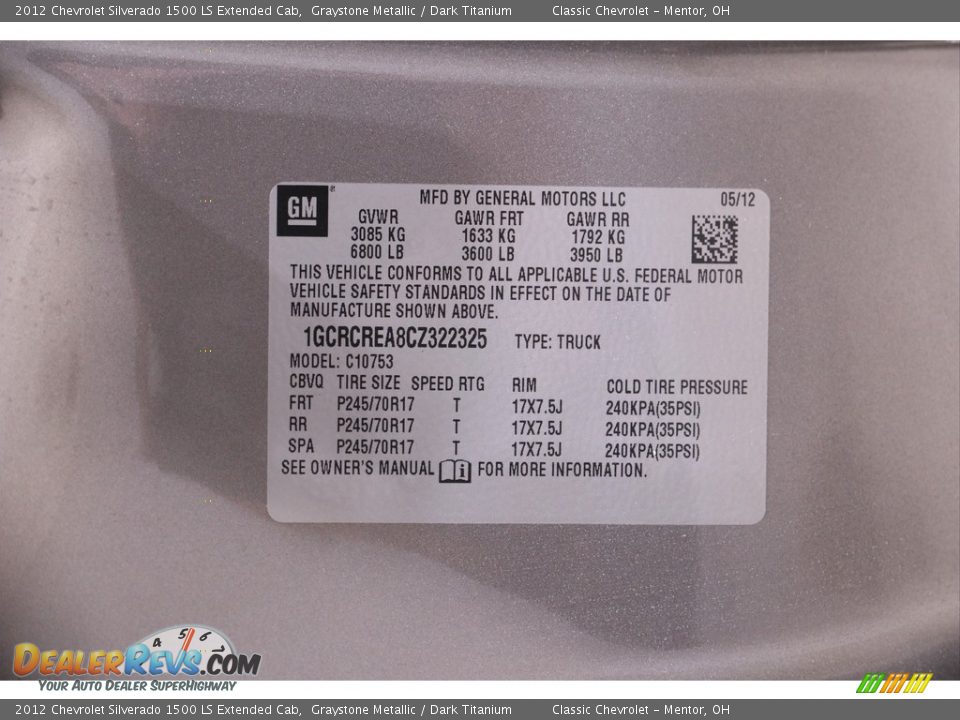 2012 Chevrolet Silverado 1500 LS Extended Cab, Graystone Metallic / Dark Titanium Classic Chevrolet - Mentor, OH
GM MFD BY GENERAL MOTORS LLC 05/12
GVWR GAWR FRT GAWR RR
3085 KG 1633 KG 1792 KG
6800 LB 3600 LB 3950 LB
THIS VEHICLE CONFORMS TO ALL APPLICABLE U.S. FEDERAL MOTOR
VEHICLE SAFETY STANDARDS IN EFFECT ON THE DATE OF
MANUFACTURE SHOWN ABOVE.
1GCRCREA8CZ322325 TYPE: TRUCK
MODEL: C10753
CBVQ TIRE SIZE SPEED RTG RIM COLD TIRE PRESSURE
FRT P245/70R17 T 17X7.5J 240KPA(35PSI)
RR P245/70R17 T 17X7.5J 240KPA(35PSI)
SPA P245/70R17 T 17X7.5J 240KPA(35PSI)
SEE OWNER'S MANUAL i FOR MORE INFORMATION.
4 5 6 7
DEALERREVS.COM
YOUR AUTO DEALER SUPERHIGHWAY
2012 Chevrolet Silverado 1500 LS Extended Cab, Graystone Metallic / Dark Titanium Classic Chevrolet - Mentor, OH